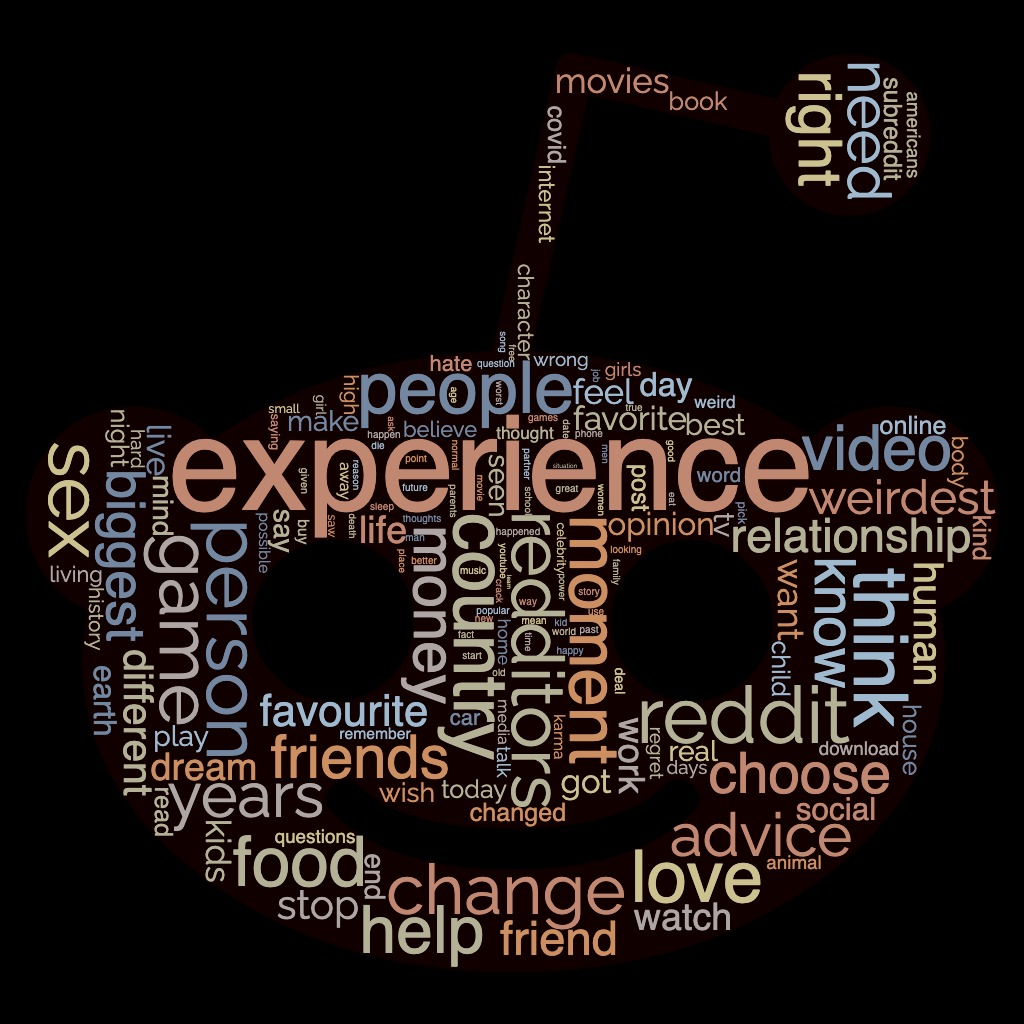 movies
book
need
right
subreddit
americans
covid
internet
character
song
free
hate
question
wrong
job
girls
high
people
age
worst
feel
day
weird
small
girl
make
ask
believe
happen
die
games
thought
true
favorite
best
date
phone
saying
night
hard
live
mind
experience
video
online
body
sex
biggest
given
reason
away
point
normal
future
parents
movie
seen
partner
school
situation
great
men
women
post
good
eat
word
pick
tv
weirdest
kind
possible
say
buy
saw
death
sleep
life
thoughts
man
opinion
relationship
living
history
game
person
place
better
money
country
music
youtube
learn
crack
happened
redditors
celebrity
power
moment
looking
family
story
way
use
popular
new
mean
kid
world
past
fact
home
time
happy
start
old
want
know
think
human
child
deal
earth
different
play
favourite
remember
car
media
talk
karma
work
reddit
regret
real
days
download
house
dream
friends
read
years
wish
today
got
changed
choose
social
advice
animal
kids
questions
food
end
stop
change
love
watch
help
friend